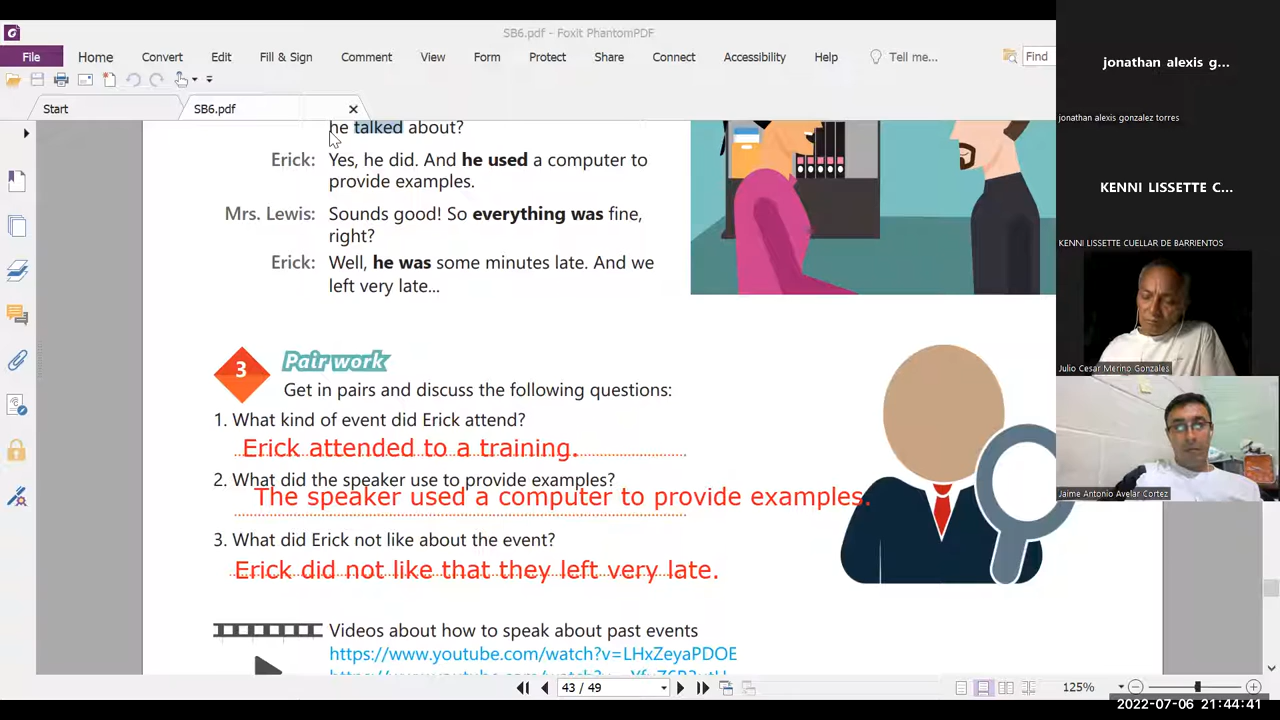 SB6.pdf - Foxit PhantomPDF
File Home Convert Edit Fill & Sign Comment View Form Protect Share Connect Accessibility Help Tell me... Find
Start SB6.pdf
he talked about?
Erick: Yes, he did. And he used a computer to
provide examples.
Mrs. Lewis: Sounds good! So everything was fine,
right?
Erick: Well, he was some minutes late. And we
left very late...
3 Pair work
Get in pairs and discuss the following questions:
1. What kind of event did Erick attend?
Erick attended to a training.
2. What did the speaker use to provide examples?
The speaker used a computer to provide examples.
3. What did Erick not like about the event?
Erick did not like that they left very late.
Videos about how to speak about past events
https://www.youtube.com/watch?v=LHxZeyaPDOE
43 / 49
125%
jonathan alexis g...
jonathan alexis gonzalez torres
KENNI LISSETTE C...
KENNI LISSETTE CUELLAR DE BARRIENTOS
Julio Cesar Merino Gonzales
Jaime Antonio Avelar Cortez
2022-07-06 21:44:41